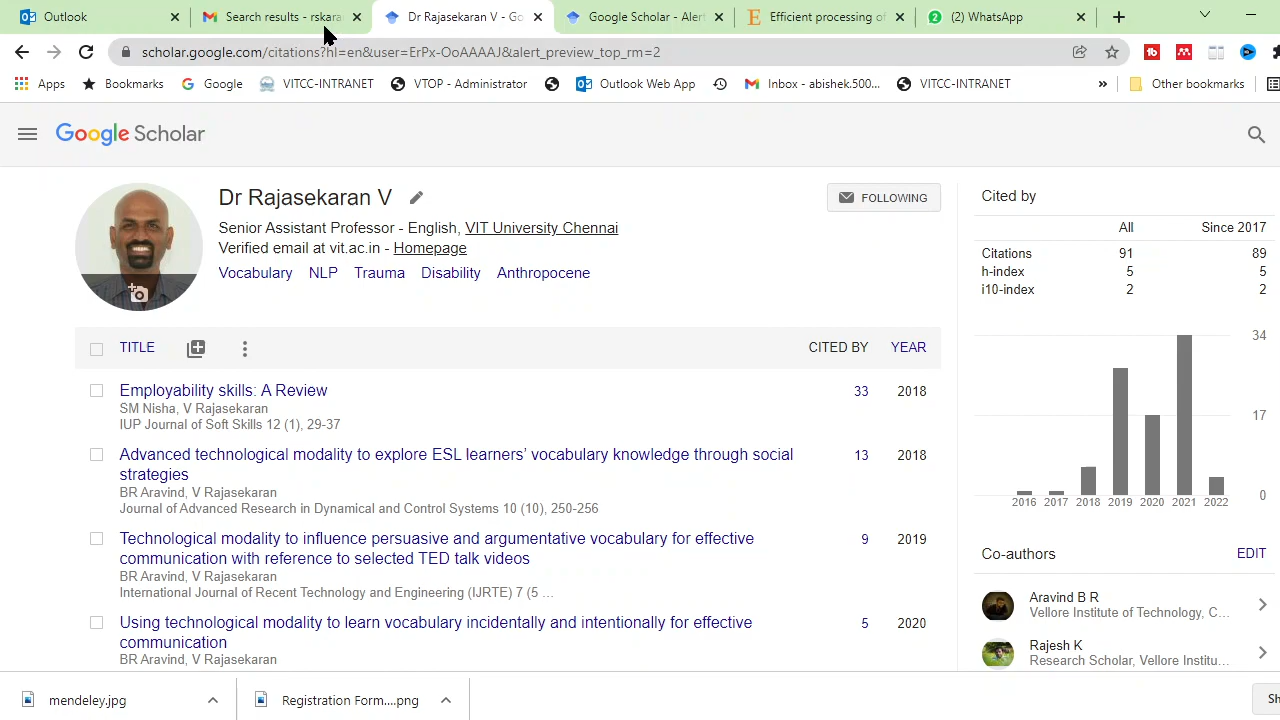 Outlook
Search results - rskaran
Dr Rajasekaran V - Go
Google Scholar - Alert
Efficient processing of
(2) WhatsApp
scholar.google.com/citations?hl=en&user=ErPx-OoAAAAJ&alert_preview_top_rm=2
Apps
Bookmarks
Google
VITCC-INTRANET
VTOP - Administrator
Outlook Web App
Inbox - abishek.500...
VITCC-INTRANET
»
Other bookmarks
Google Scholar
Dr Rajasekaran V
FOLLOWING
Senior Assistant Professor - English, VIT University Chennai
Verified email at vit.ac.in - Homepage
Vocabulary NLP Trauma Disability Anthropocene
TITLE CITED BY YEAR
Employability skills: A Review 33 2018
SM Nisha, V Rajasekaran
IUP Journal of Soft Skills 12 (1), 29-37
Advanced technological modality to explore ESL learners’ vocabulary knowledge through social 13 2018
strategies
BR Aravind, V Rajasekaran
Journal of Advanced Research in Dynamical and Control Systems 10 (10), 250-256
Technological modality to influence persuasive and argumentative vocabulary for effective 9 2019
communication with reference to selected TED talk videos
BR Aravind, V Rajasekaran
International Journal of Recent Technology and Engineering (IJRTE) 7 (5 ...
Using technological modality to learn vocabulary incidentally and intentionally for effective 5 2020
communication
BR Aravind, V Rajasekaran
Cited by
All Since 2017
Citations 91 89
h-index 5 5
i10-index 2 2
34
17
0
2016 2017 2018 2019 2020 2021 2022
Co-authors EDIT
Aravind B R
Vellore Institute of Technology, C...
Rajesh K
Research Scholar, Vellore Institu...
mendeley.jpg
Registration Form....png
Sh